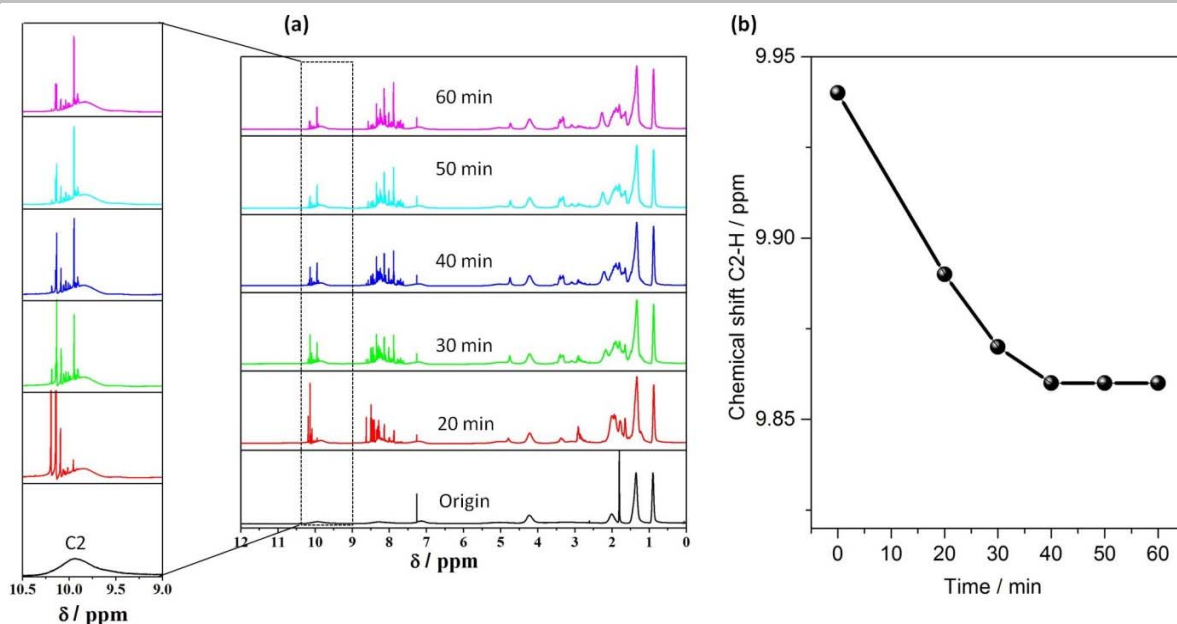 (a)
60 min
50 min
40 min
30 min
20 min
Origin
C2
10.5 10.0 9.5 9.0
δ / ppm
12 11 10 9 8 7 6 5 4 3 2 1 0
δ / ppm
(b)
9.95
9.90
9.85
Chemical shift C2-H / ppm
0 20 30 40 50 60
Time / min